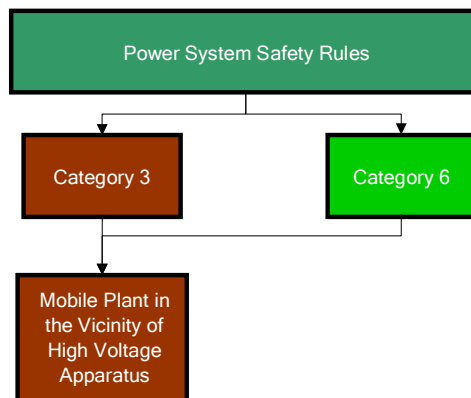 Power System Safety Rules
Category 3
Category 6
Mobile Plant in
the Vicinity of
High Voltage
Apparatus